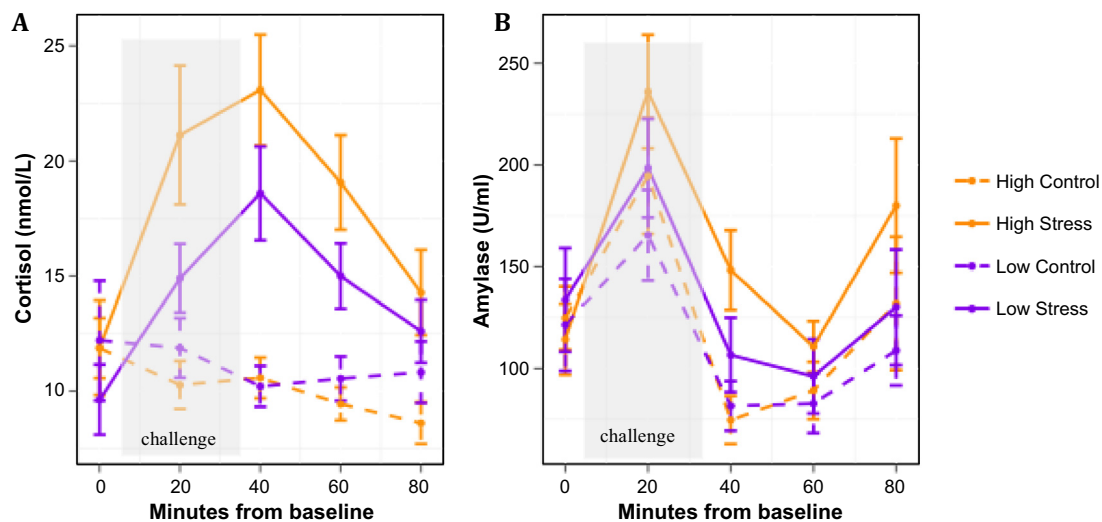 A
25
20
15
10
Cortisol (nmol/L)
challenge
0 20 40 60 80
Minutes from baseline
B
250
200
150
100
Amylase (U/ml)
challenge
0 20 40 60 80
Minutes from baseline
High Control
High Stress
Low Control
Low Stress